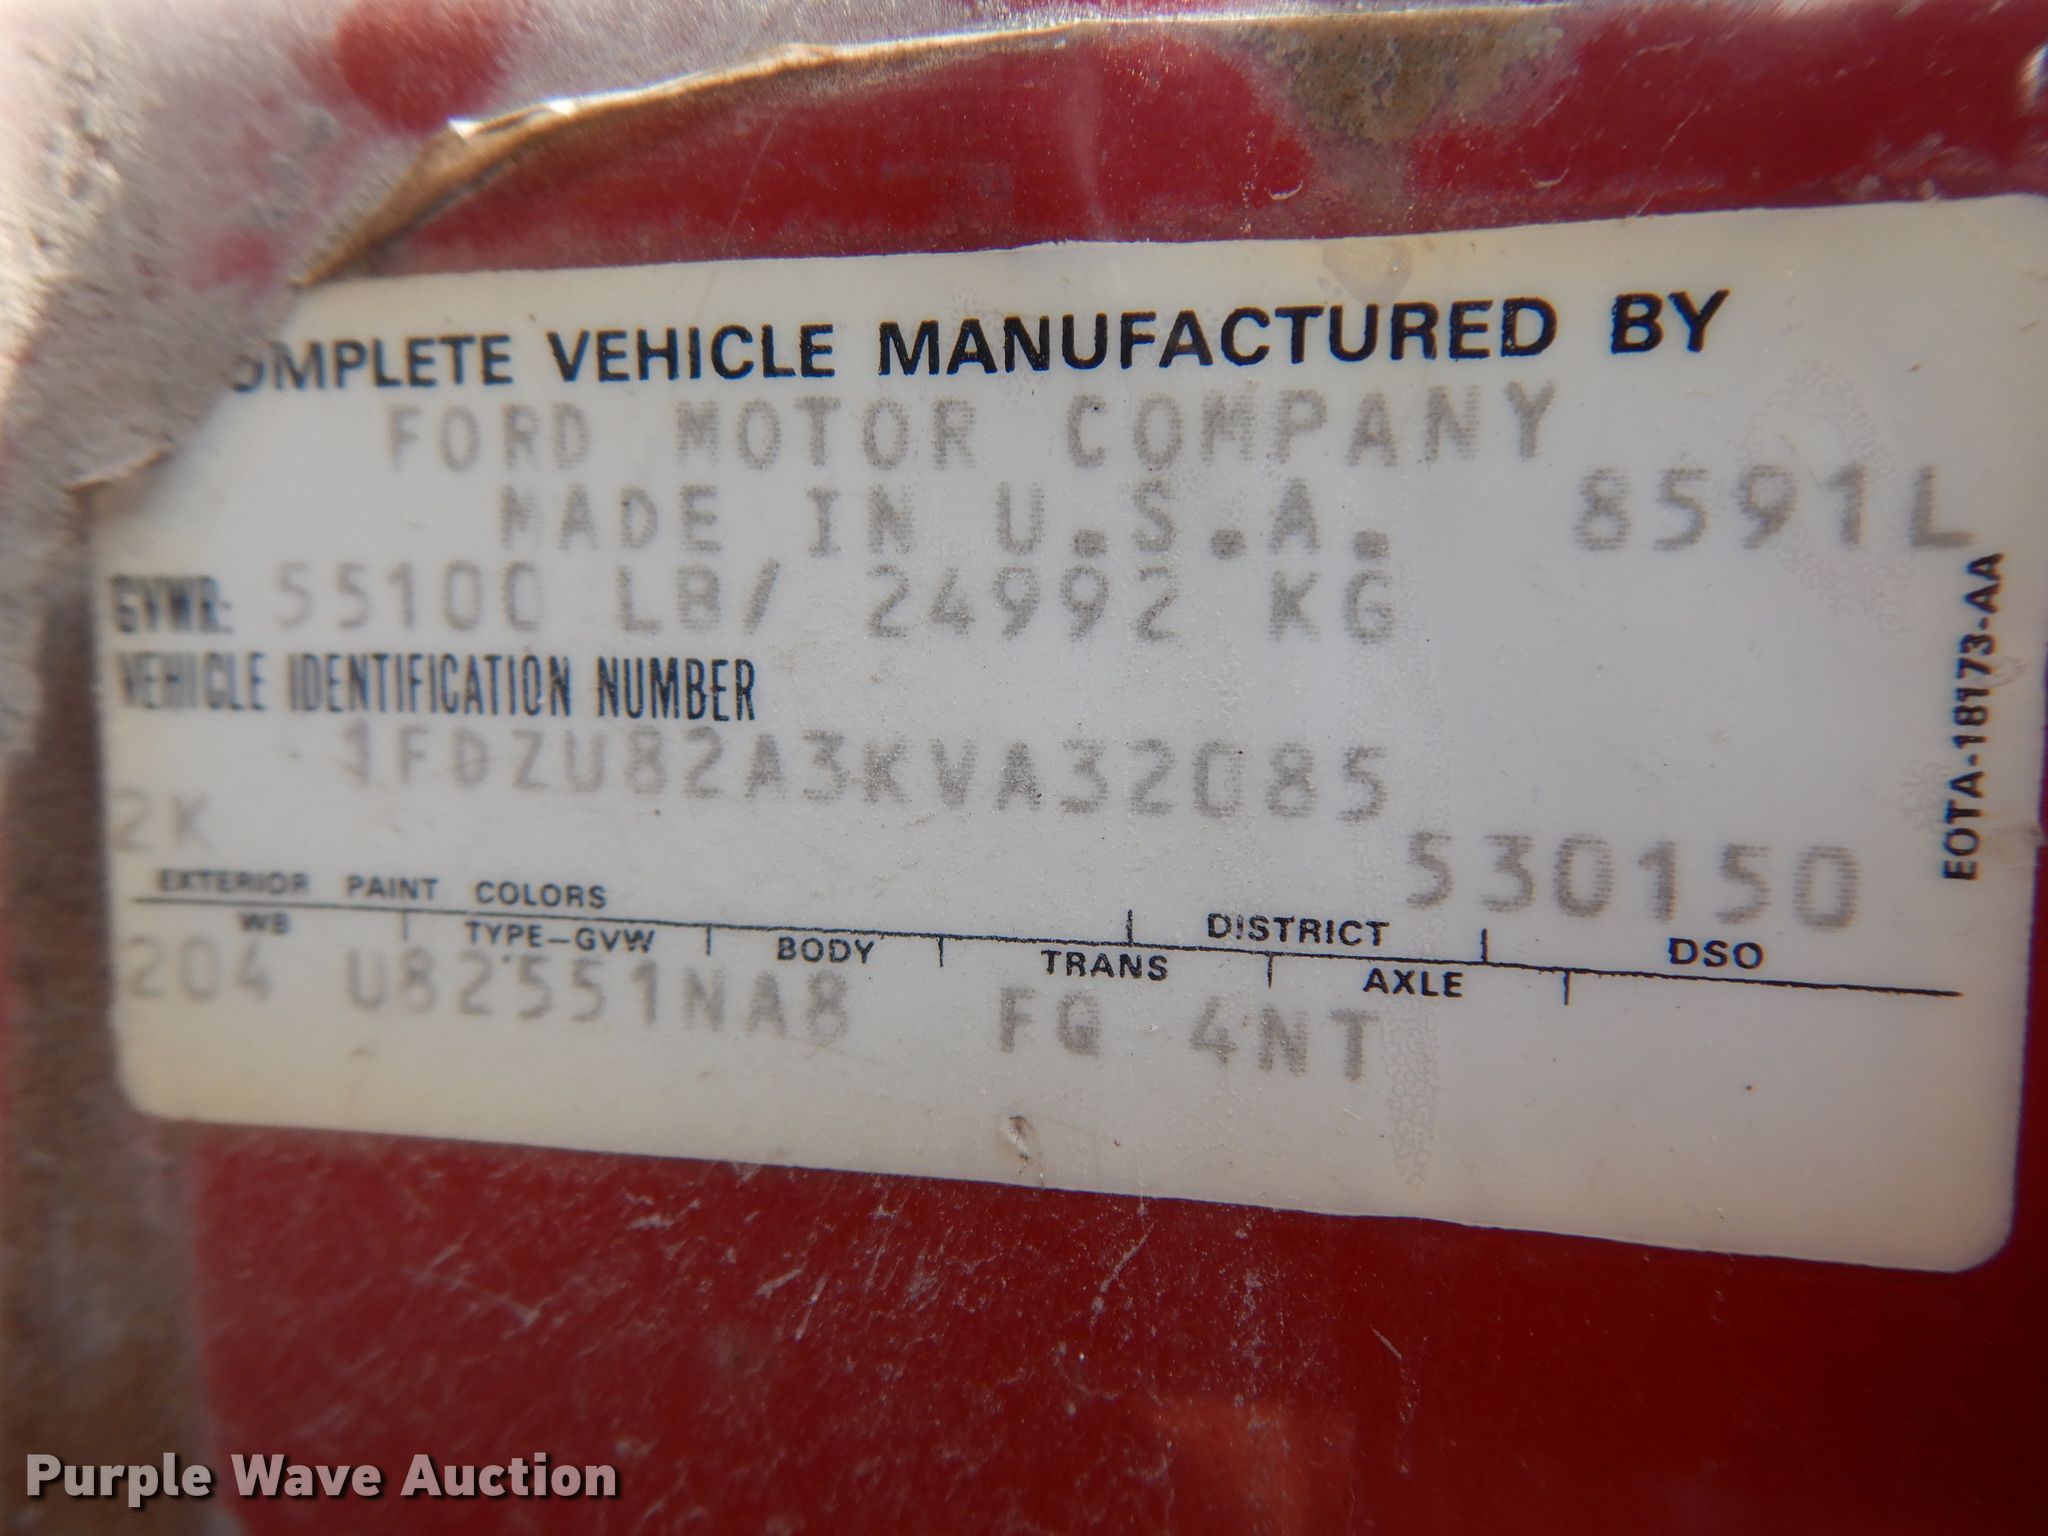 OMPLETE VEHICLE MANUFACTURED BY
FORD MOTOR COMPANY
MADE IN U.S.A. 8591L
GVWR: 55100 LB/ 24992 KG
VEHICLE IDENTIFICATION NUMBER
1FDZU82A3KVA32085
2K 530150
EXTERIOR PAINT COLORS DISTRICT DSO
WB TYPE-GVW BODY TRANS AXLE
204 U82551NA8 FQ 4NT
EOTA-18173-AA
Purple Wave Auction